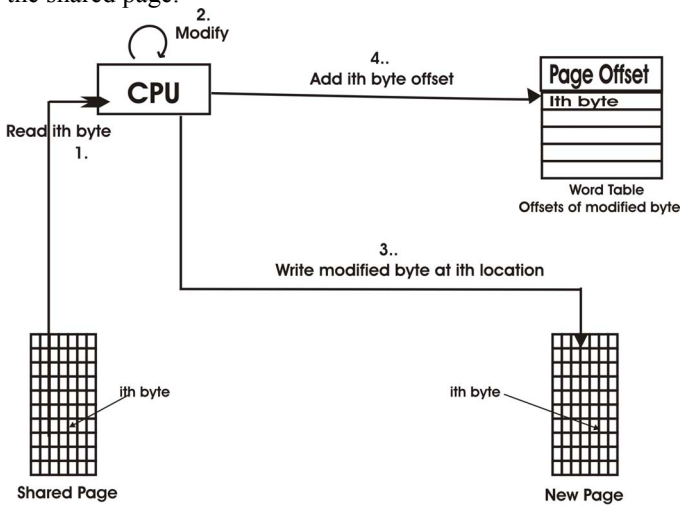 the shared page.
2.
Modify
4..
Add ith byte offset
Page Offset
CPU
Ith byte
Read ith byte
1.
Word Table
Offsets of modified byte
3..
Write modified byte at ith location
ith byte
ith byte
Shared Page
New Page